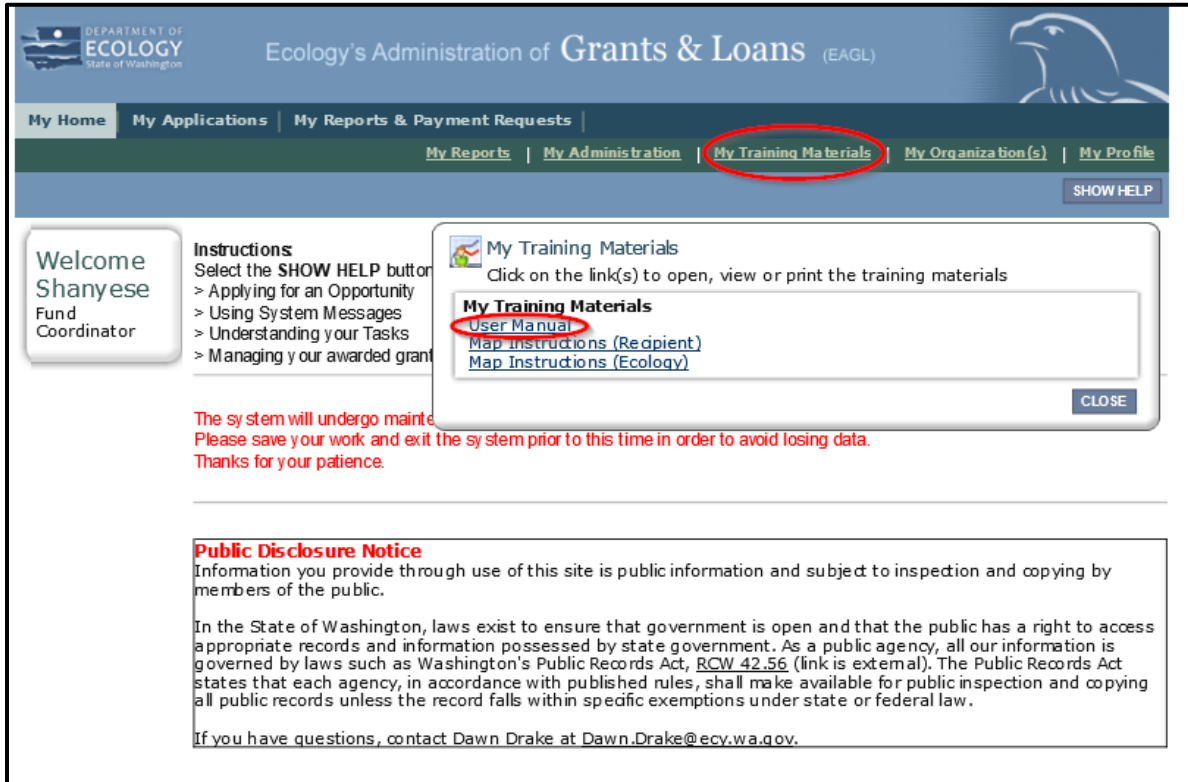 DEPARTMENT OF
ECOLOGY
State of Washington
Ecology's Administration of Grants & Loans (EAGL)
My Home | My Applications | My Reports & Payment Requests |
My Reports | My Administration | My Training Materials | My Organization(s) | My Profile
SHOW HELP
Welcome
Shanyese
Fund
Coordinator
Instructions:
Select the SHOW HELP button
> Applying for an Opportunity
> Using System Messages
> Understanding your Tasks
> Managing your awarded grant
My Training Materials
Click on the link(s) to open, view or print the training materials
My Training Materials
User Manual
Map Instructions (Recipient)
Map Instructions (Ecology)
CLOSE
The system will undergo mainte
Please save your work and exit the system prior to this time in order to avoid losing data.
Thanks for your patience.
Public Disclosure Notice
Information you provide through use of this site is public information and subject to inspection and copying by
members of the public.
In the State of Washington, laws exist to ensure that government is open and that the public has a right to access
appropriate records and information possessed by state government. As a public agency, all our information is
governed by laws such as Washington's Public Records Act, RCW 42.56 (link is external). The Public Records Act
states that each agency, in accordance with published rules, shall make available for public inspection and copying
all public records unless the record falls within specific exemptions under state or federal law.
If you have questions, contact Dawn Drake at Dawn.Drake@ecy.wa.gov.